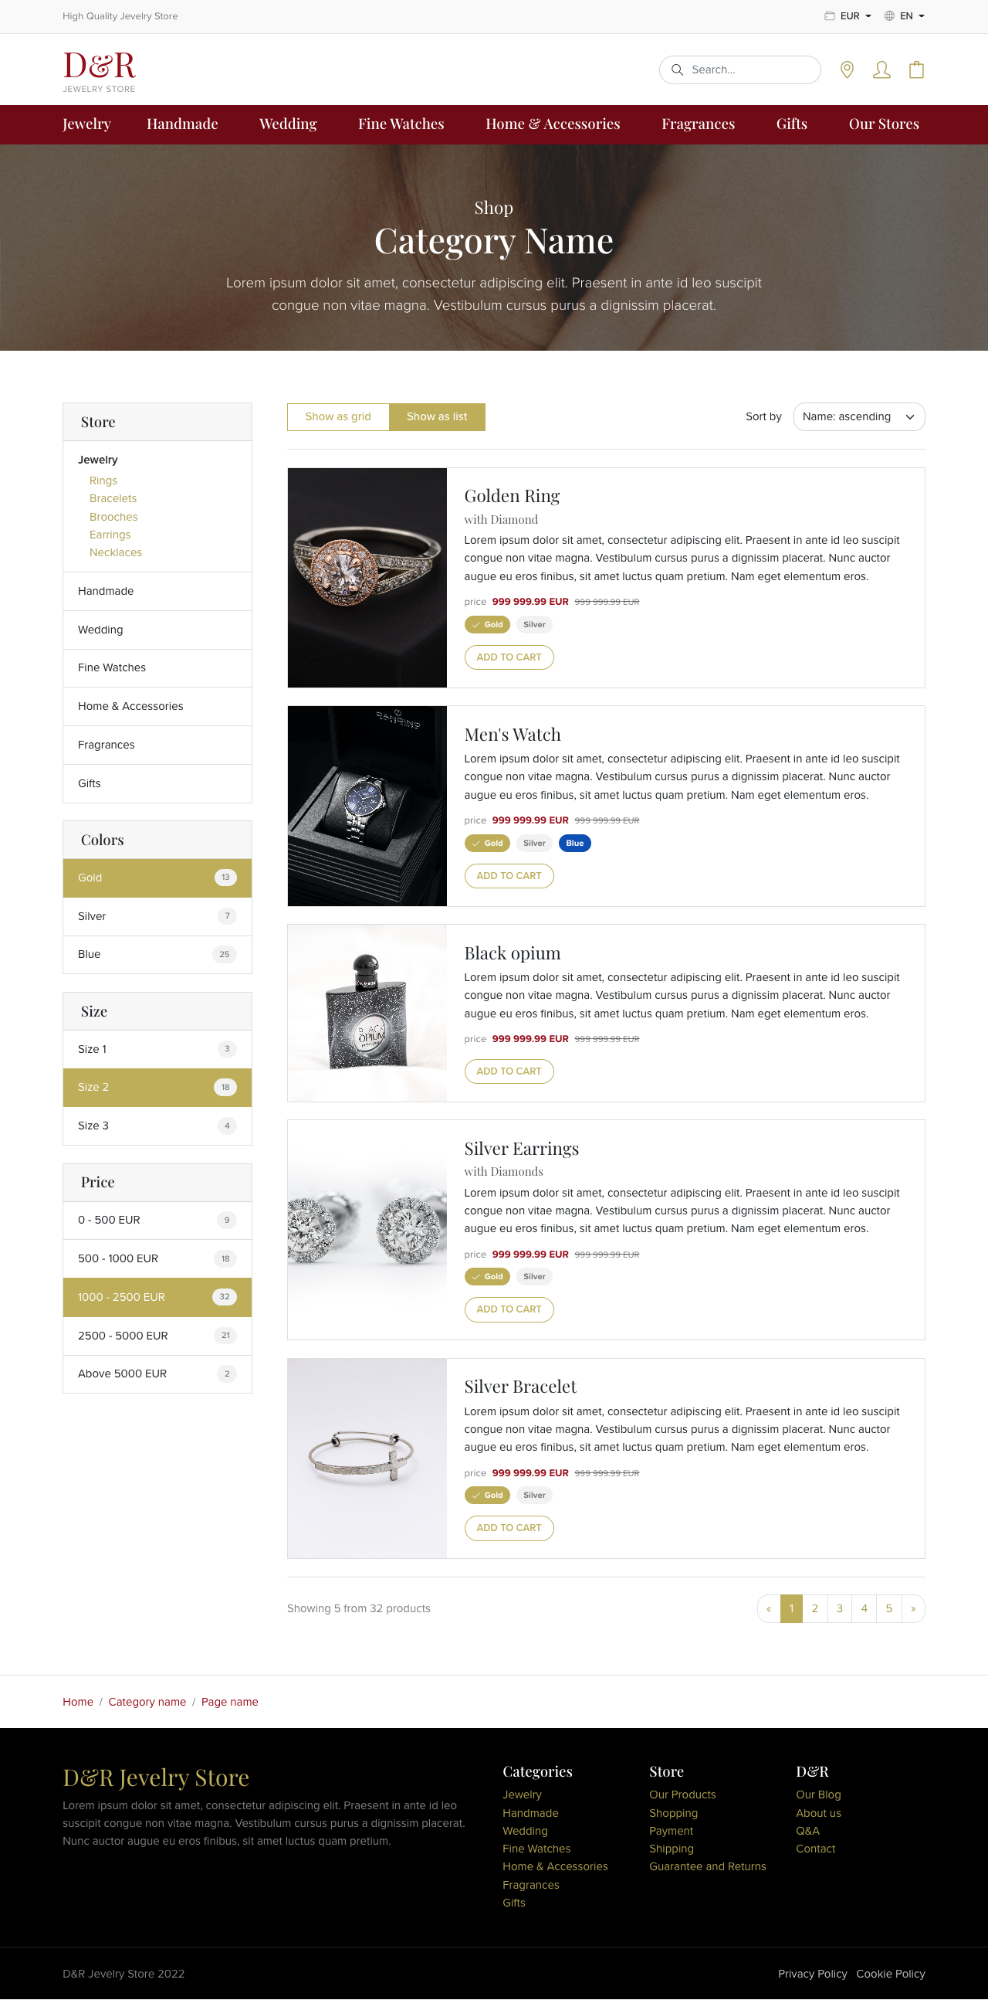 High Quality Jewelry Store
EUR
EN
D&R
JEWELRY STORE
Search...
Jewelry
Handmade
Wedding
Fine Watches
Home & Accessories
Fragrances
Gifts
Our Stores
Shop
Category Name
Lorem ipsum dolor sit amet, consectetur adipiscing elit. Praesent in ante id leo suscipit
congue non vitae magna. Vestibulum cursus purus a dignissim placerat.
Store
Jewelry
Rings
Bracelets
Brooches
Earrings
Necklaces
Handmade
Wedding
Fine Watches
Home & Accessories
Fragrances
Gifts
Colors
Gold 13
Silver 7
Blue 25
Size
Size 1 3
Size 2 18
Size 3 4
Price
0 - 500 EUR 9
500 - 1000 EUR 18
1000 - 2500 EUR 32
2500 - 5000 EUR 21
Above 5000 EUR 2
Show as grid
Show as list
Sort by
Name: ascending
Golden Ring
with Diamond
Lorem ipsum dolor sit amet, consectetur adipiscing elit. Praesent in ante id leo suscipit
congue non vitae magna. Vestibulum cursus purus a dignissim placerat. Nunc auctor
augue eu eros finibus, sit amet luctus quam pretium. Nam eget elementum eros.
price 999 999.99 EUR 999 999.99 EUR
Gold Silver
ADD TO CART
Men's Watch
Lorem ipsum dolor sit amet, consectetur adipiscing elit. Praesent in ante id leo suscipit
congue non vitae magna. Vestibulum cursus purus a dignissim placerat. Nunc auctor
augue eu eros finibus, sit amet luctus quam pretium. Nam eget elementum eros.
price 999 999.99 EUR 999 999.99 EUR
Gold Silver Blue
ADD TO CART
BLACK
OPIUM
Black opium
Lorem ipsum dolor sit amet, consectetur adipiscing elit. Praesent in ante id leo suscipit
congue non vitae magna. Vestibulum cursus purus a dignissim placerat. Nunc auctor
augue eu eros finibus, sit amet luctus quam pretium. Nam eget elementum eros.
price 999 999.99 EUR 999 999.99 EUR
ADD TO CART
Silver Earrings
with Diamonds
Lorem ipsum dolor sit amet, consectetur adipiscing elit. Praesent in ante id leo suscipit
congue non vitae magna. Vestibulum cursus purus a dignissim placerat. Nunc auctor
augue eu eros finibus, sit amet luctus quam pretium. Nam eget elementum eros.
price 999 999.99 EUR 999 999.99 EUR
Gold Silver
ADD TO CART
Silver Bracelet
Lorem ipsum dolor sit amet, consectetur adipiscing elit. Praesent in ante id leo suscipit
congue non vitae magna. Vestibulum cursus purus a dignissim placerat. Nunc auctor
augue eu eros finibus, sit amet luctus quam pretium. Nam eget elementum eros.
price 999 999.99 EUR 999 999.99 EUR
Gold Silver
ADD TO CART
Showing 5 from 32 products
« 1 2 3 4 5 »
Home / Category name / Page name
D&R Jewelry Store
Lorem ipsum dolor sit amet, consectetur adipiscing elit. Praesent in ante id leo
suscipit congue non vitae magna. Vestibulum cursus purus a dignissim placerat.
Nunc auctor augue eu eros finibus, sit amet luctus quam pretium.
Categories
Jewelry
Handmade
Wedding
Fine Watches
Home & Accessories
Fragrances
Gifts
Store
Our Products
Shopping
Payment
Shipping
Guarantee and Returns
D&R
Our Blog
About us
Q&A
Contact
D&R Jewelry Store 2022
Privacy Policy
Cookie Policy